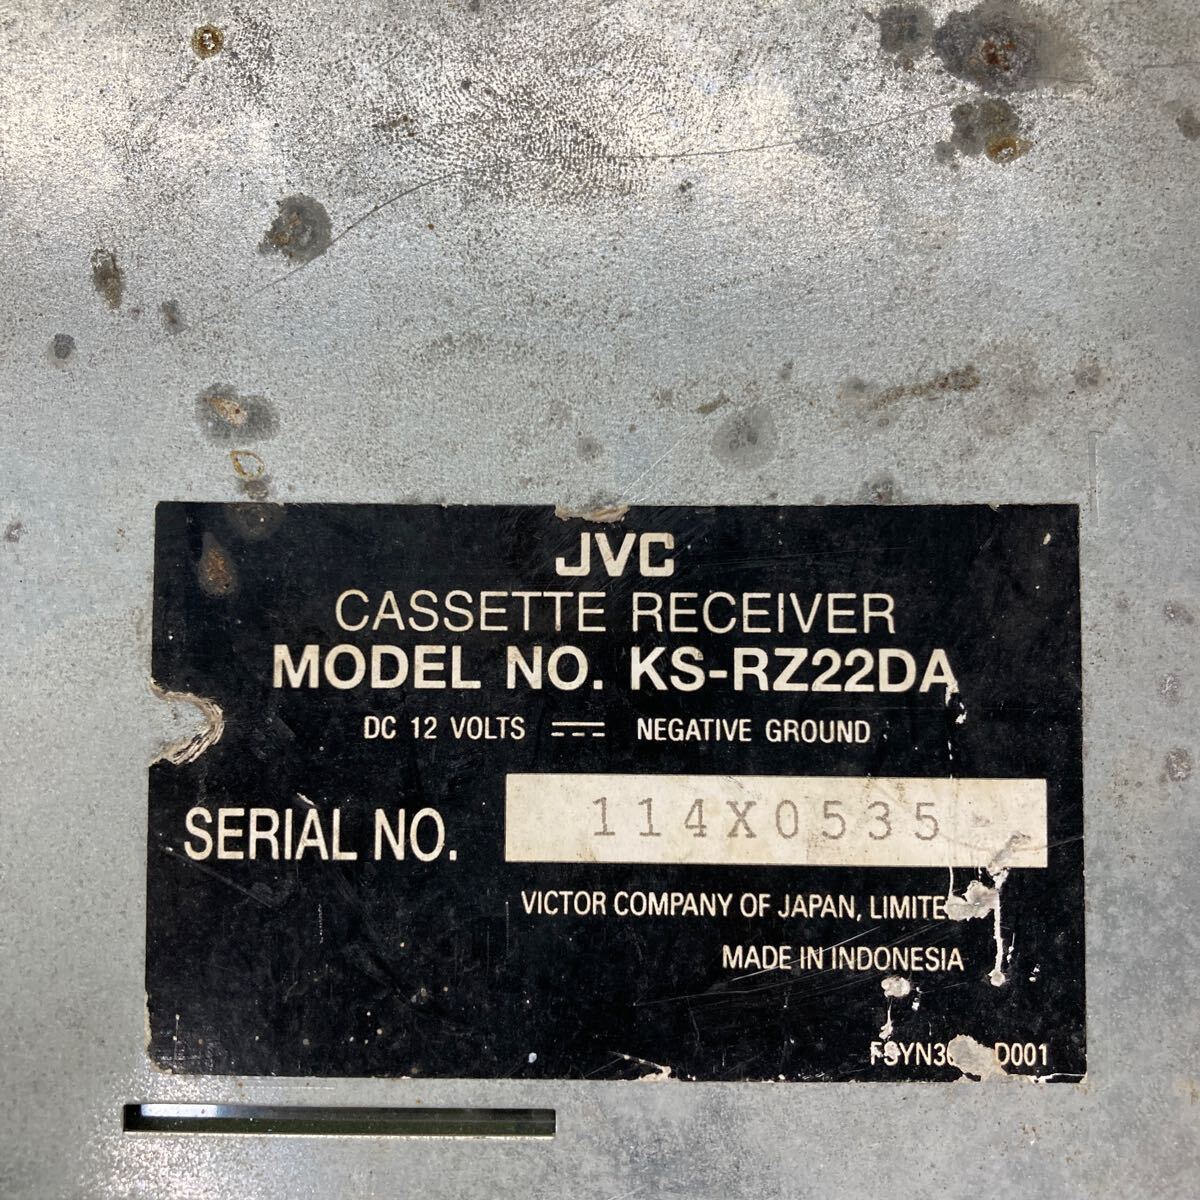 JVC
CASSETTE RECEIVER
MODEL NO. KS-RZ22DA
DC 12 VOLTS NEGATIVE GROUND
SERIAL NO. 114X0535
VICTOR COMPANY OF JAPAN, LIMITE
MADE IN INDONESIA